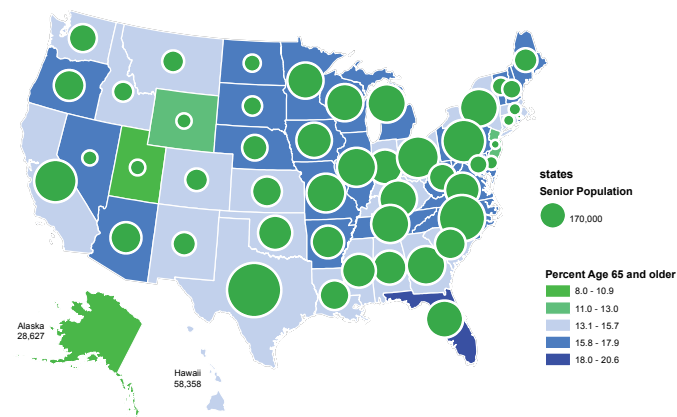 states
Senior Population
170,000
Percent Age 65 and older
8.0 - 10.9
11.0 - 13.0
13.1 - 15.7
15.8 - 17.9
18.0 - 20.6
Alaska
28,627
Hawaii
58,358